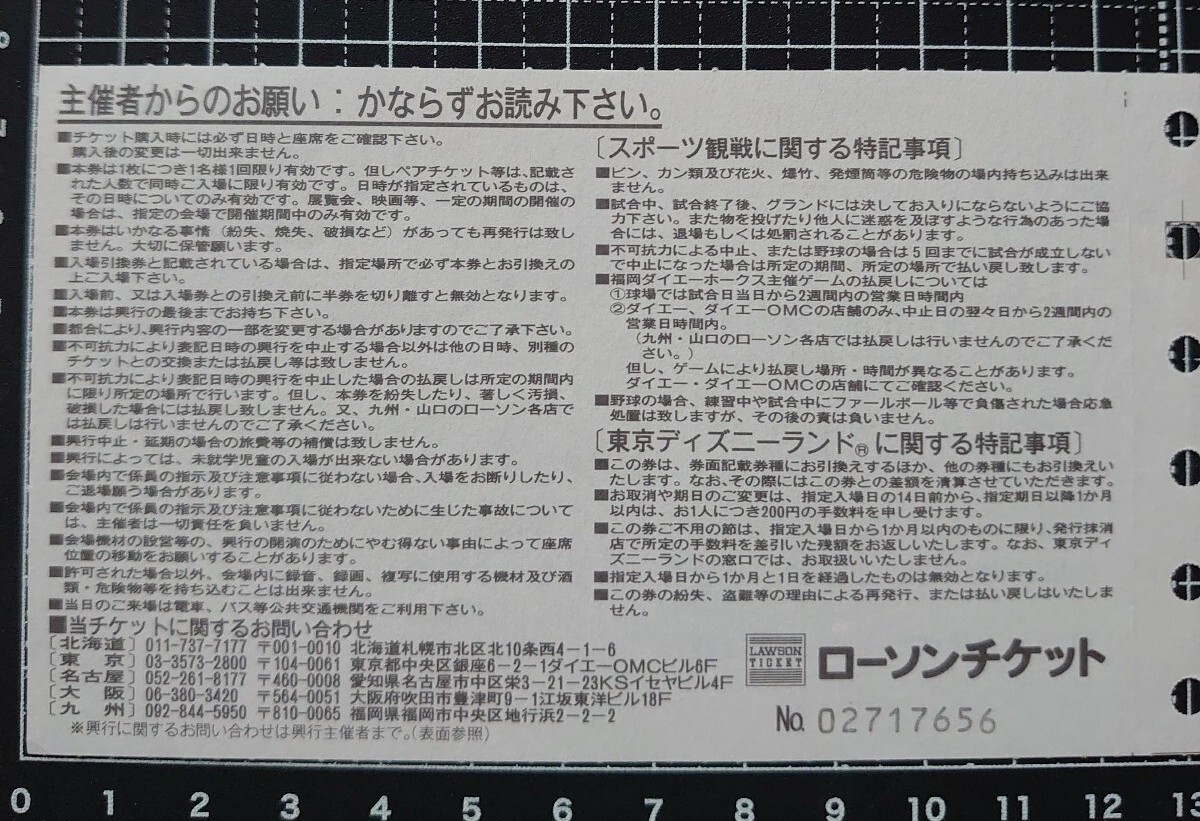 主催者からのお願い：かならずお読み下さい。
■チケット購入時には必ず日時と座席をご確認下さい。
購入後の変更は一切出来ません。
■本券は1枚につき1名様1回限り有効です。但しペアチケット等は、記載さ
れた人数で同時ご入場に限り有効です。日時が指定されているものは、
その日時についてのみ有効です。展覧会、映画等、一定の期間の開催の
場合は、指定の会場で開催期間中のみ有効です。
■本券はいかなる事情（紛失、焼失、破損など）があっても再発行は致し
ません。大切に保管願います。
■入場引換券と記載されている場合は、指定場所で必ず本券とお引換えの
上ご入場下さい。
■入場前、又は入場券との引換え前に半券を切り離すと無効となります。
■本券は興行の最後までお持ち下さい。
■都合により、興行内容の一部を変更する場合がありますのでご了承下さい。
■不可抗力により表記日時の興行を中止する場合以外は他の日時、別種の
チケットとの交換または払戻し等は致しません。
■不可抗力により表記日時の興行を中止した場合の払戻しは所定の期間内
に限り所定の場所で行います。但し、本券を紛失したり、著しく汚損、
破損した場合には払戻し致しません。又、九州・山口のローソン各店で
は払戻しは行いませんのでご了承ください。
■興行中止・延期の場合の旅費等の補償は致しません。
■興行によっては、未就学児童の入場が出来ない場合があります。
■会場内で係員の指示及び注意事項に従わない場合、入場をお断りしたり、
ご退場願う場合があります。
■会場内で係員の指示及び注意事項に従わないために生じた事故について
は、主催者は一切責任を負いません。
■会場機材の設営等の、興行の開演のためにやむ得ない事由によって座席
位置の移動をお願いすることがあります。
■許可された場合以外、会場内に録音、録画、複写に使用する機材及び酒
類・危険物等を持ち込むことは出来ません。
■当日のご来場は電車、バス等公共交通機関をご利用下さい。
■当チケットに関するお問い合わせ
〔北海道〕011-737-7177 〒001-0010 北海道札幌市北区北10条西4－1－6
〔東　京〕03-3573-2800 〒104-0061 東京都中央区銀座6－2－1ダイエーOMCビル6F
〔名古屋〕052-261-8177 〒460-0008 愛知県名古屋市中区栄3－21－23KSイセヤビル4F
〔大　阪〕06-380-3420 〒564-0051 大阪府吹田市豊津町9－1江坂東洋ビル18F
〔九　州〕092-844-5950 〒810-0065 福岡県福岡市中央区地行浜2－2－2
※興行に関するお問い合わせは興行主催者まで。（表面参照）
〔スポーツ観戦に関する特記事項〕
■ビン、カン類及び花火、爆竹、発煙筒等の危険物の場内持ち込みは出来
ません。
■試合中、試合終了後、グランドには決してお入りにならないようにご協
力下さい。また物を投げたり他人に迷惑を及ぼすような行為のあった場
合には、退場もしくは処罰されることがあります。
■不可抗力による中止、または野球の場合は5回までに試合が成立しない
で中止になった場合は所定の期間、所定の場所で払い戻し致します。
■福岡ダイエーホークス主催ゲームの払戻しについては
①球場では試合日当日から2週間内の営業日時間内
②ダイエー、ダイエーOMCの店舗のみ、中止日の翌々日から2週間内の
営業日時間内。
（九州・山口のローソン各店では払戻しは行いませんのでご了承くだ
さい。）
但し、ゲームにより払戻し場所・時間が異なることがあります。
ダイエー・ダイエーOMCの店舗にてご確認ください。
■野球の場合、練習中や試合中にファールボール等で負傷された場合応急
処置は致しますが、その後の責は負いません。
〔東京ディズニーランド®に関する特記事項〕
■この券は、券面記載券種にお引換えするほか、他の券種にもお引換えい
たします。なお、その際にはこの券との差額を清算させていただきます。
■お取消や期日のご変更は、指定入場日の14日前から、指定期日以降1か月
以内は、お1人につき200円の手数料を申し受けます。
■この券ご不用の節は、指定入場日から1か月以内のものに限り、発行抹消
店で所定の手数料を差引いた残額をお返しいたします。なお、東京ディ
ズニーランドの窓口では、お取扱いいたしません。
■指定入場日から1か月と1日を経過したものは無効となります。
■この券の紛失、盗難等の理由による再発行、または払い戻しはいたしま
せん。
LAWSON
TICKET
ローソンチケット
No. 02717656
0 1 2 3 4 5 6 7 8 9 10 11 12 13